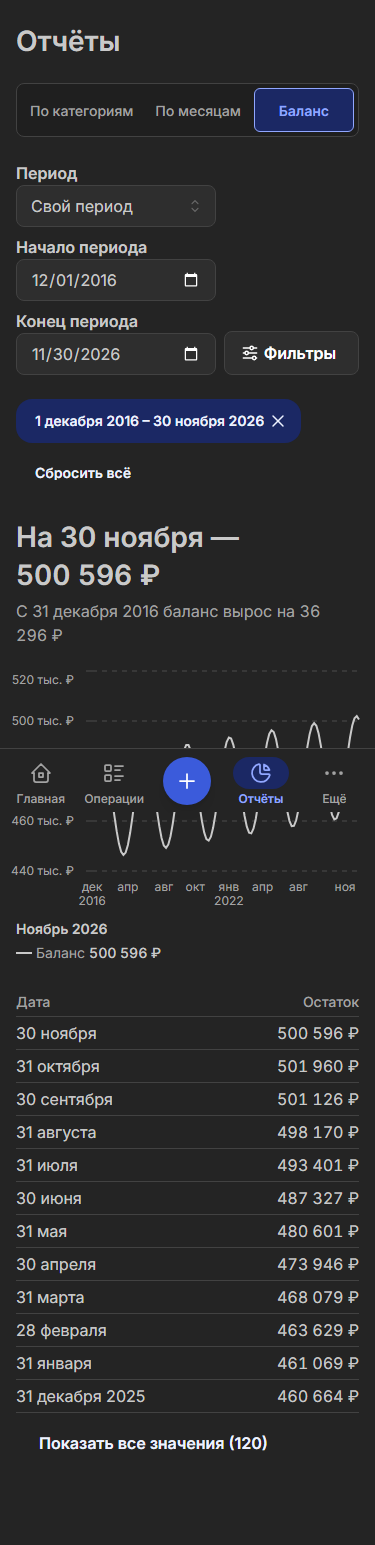 Отчёты
По категориям По месяцам Баланс
Период
Свой период
Начало периода
12/01/2016
Конец периода
11/30/2026 Фильтры
1 декабря 2016 – 30 ноября 2026
Сбросить всё
На 30 ноября —
500 596 ₽
С 31 декабря 2016 баланс вырос на 36
296 ₽
520 тыс. ₽
500 тыс. ₽
Главная Операции Отчёты Ещё
460 тыс. ₽
440 тыс. ₽
дек апр авг окт янв апр авг ноя
2016 2022
Ноябрь 2026
Баланс 500 596 ₽
Дата Остаток
30 ноября 500 596 ₽
31 октября 501 960 ₽
30 сентября 501 126 ₽
31 августа 498 170 ₽
31 июля 493 401 ₽
30 июня 487 327 ₽
31 мая 480 601 ₽
30 апреля 473 946 ₽
31 марта 468 079 ₽
28 февраля 463 629 ₽
31 января 461 069 ₽
31 декабря 2025 460 664 ₽
Показать все значения (120)